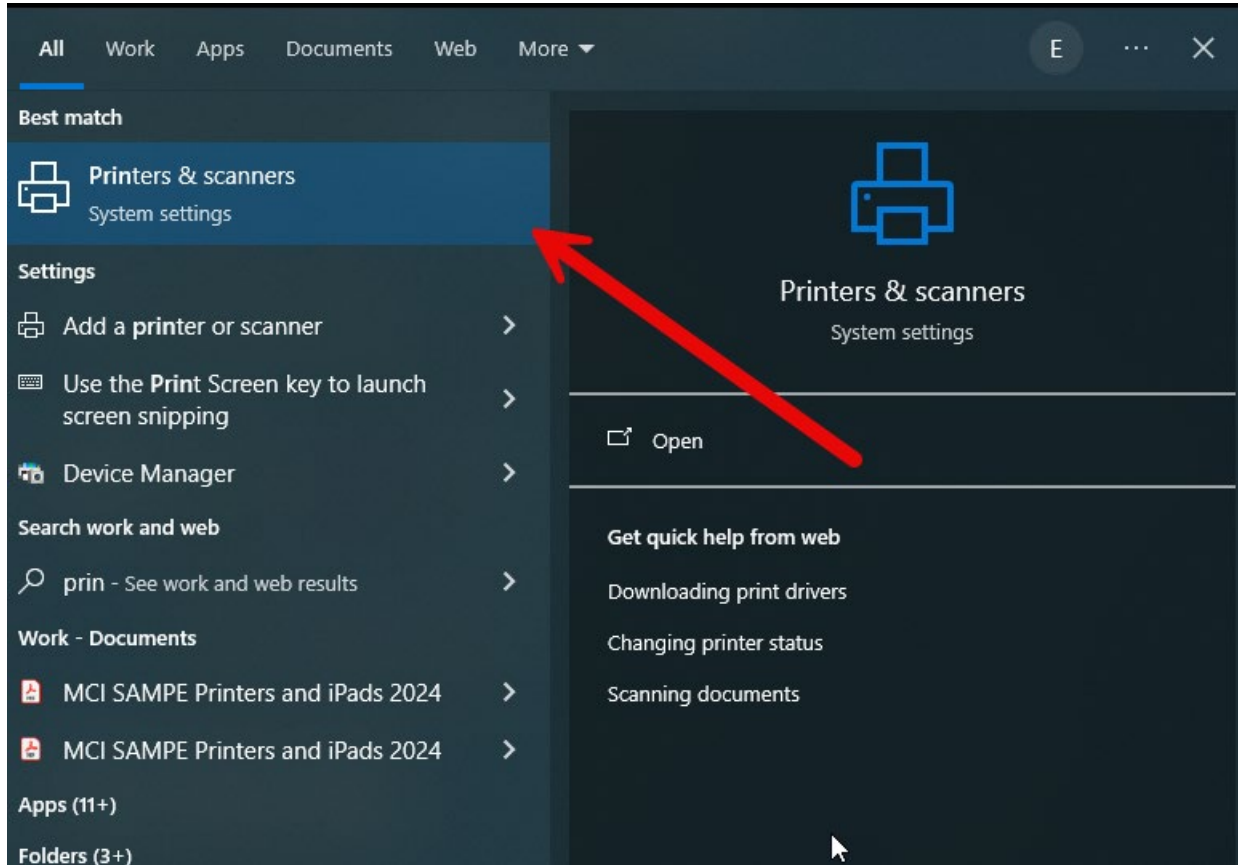 All Work Apps Documents Web More E ...
Best match
Printers & scanners
System settings
Settings
Add a printer or scanner
Use the Print Screen key to launch
screen snipping
Device Manager
Search work and web
prin - See work and web results
Work - Documents
MCI SAMPE Printers and iPads 2024
MCI SAMPE Printers and iPads 2024
Apps (11+)
Folders (3+)
Printers & scanners
System settings
Open
Get quick help from web
Downloading print drivers
Changing printer status
Scanning documents